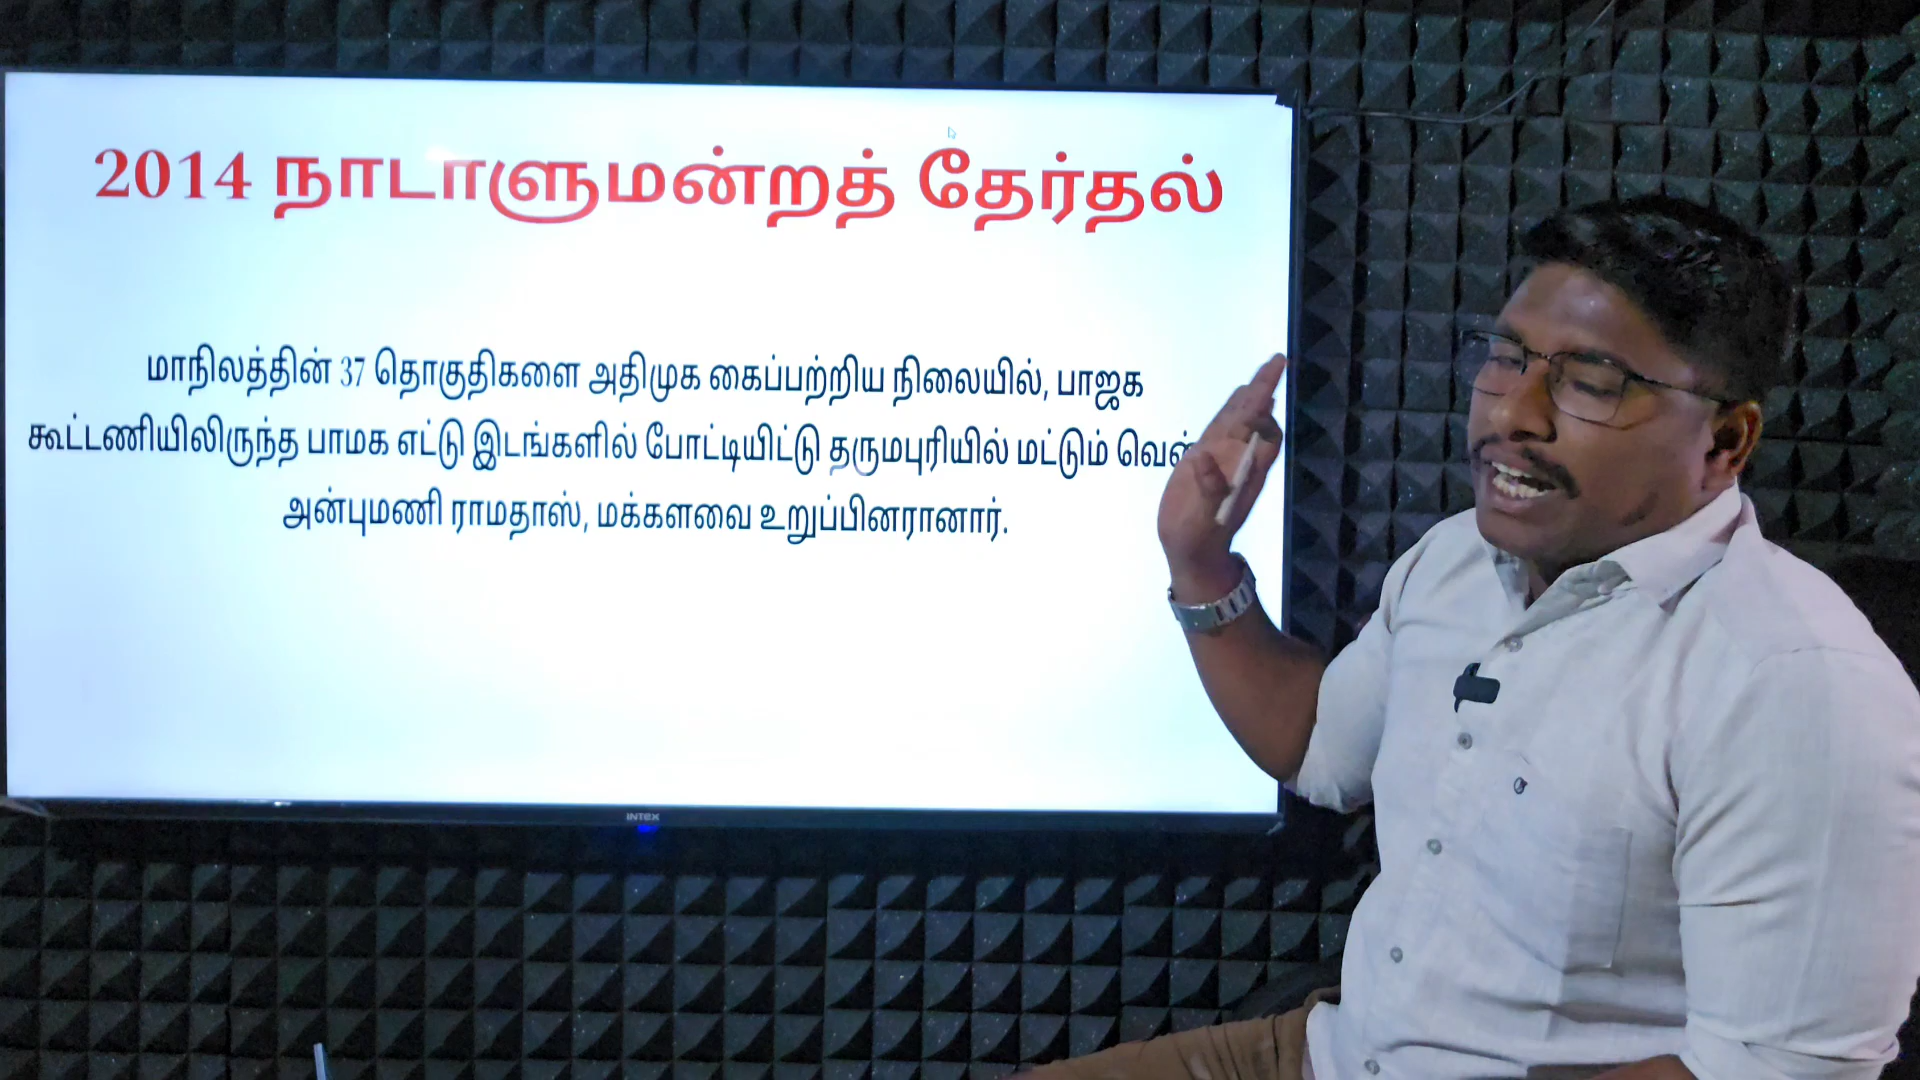 2014 நாடாளுமன்றத் தேர்தல்
மாநிலத்தின் 37 தொகுதிகளை அதிமுக கைப்பற்றிய நிலையில், பாஜக
கூட்டணியிலிருந்த பாமக எட்டு இடங்களில் போட்டியிட்டு தருமபுரியில் மட்டும்
அன்புமணி ராமதாஸ், மக்களவை உறுப்பினரானார்.
INTEX